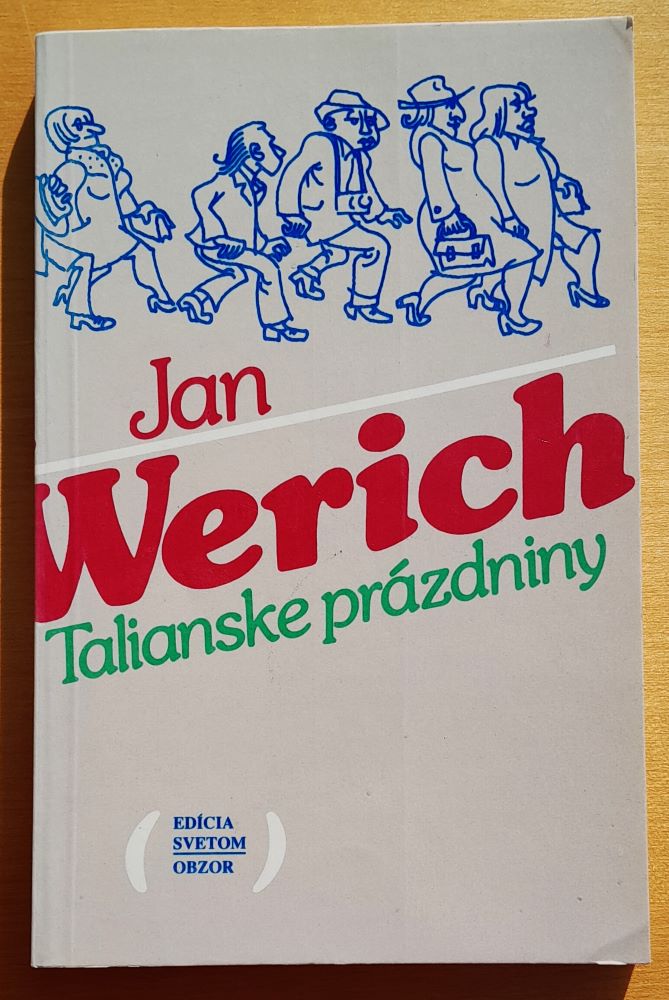 Jan
Werich
Talianske prázdniny
EDÍCIA
SVETOM
OBZOR